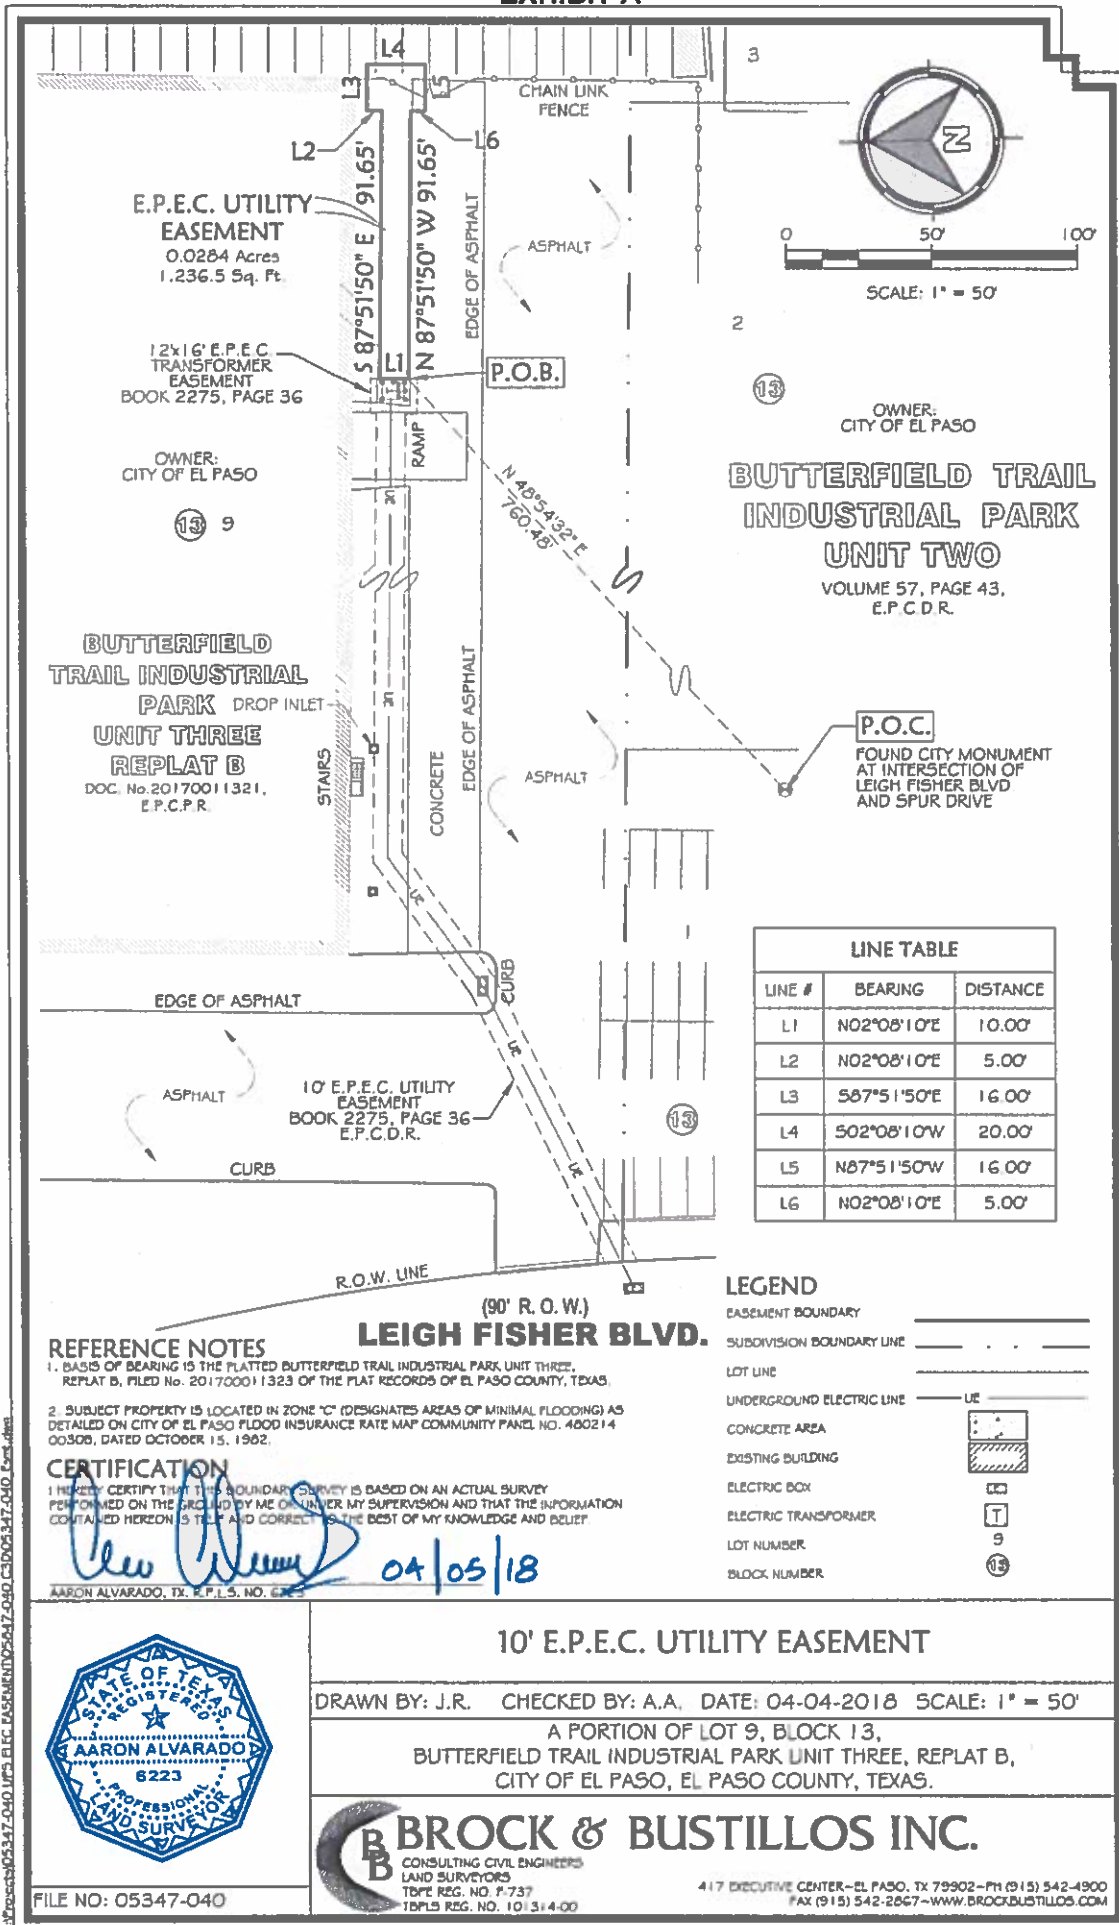 EXHIBIT A
L4
L3
L5
CHAIN LINK
FENCE
3
L2
L6
N
S 87°51'50" E 91.65'
N 87°51'50" W 91.65'
E.P.E.C. UTILITY
EASEMENT
0.0284 Acres
1,236.5 Sq. Ft.
EDGE OF ASPHALT
ASPHALT
0 50' 100'
SCALE: 1" = 50'
2
12'x16' E.P.E.C.
TRANSFORMER
EASEMENT
BOOK 2275, PAGE 36
L1
P.O.B.
13
OWNER:
CITY OF EL PASO
RAMP
OWNER:
CITY OF EL PASO
13 9
N 48°54'32" E
760.48'
BUTTERFIELD TRAIL
INDUSTRIAL PARK
UNIT TWO
VOLUME 57, PAGE 43,
E.P.C.D.R.
UE
BUTTERFIELD
TRAIL INDUSTRIAL
PARK
UNIT THREE
REPLAT B
DOC. No.20170011321,
E.P.C.P.R.
DROP INLET
UE
STAIRS
CONCRETE
EDGE OF ASPHALT
ASPHALT
P.O.C.
FOUND CITY MONUMENT
AT INTERSECTION OF
LEIGH FISHER BLVD
AND SPUR DRIVE
UE
CURB
EDGE OF ASPHALT
UE
ASPHALT
10' E.P.E.C. UTILITY
EASEMENT
BOOK 2275, PAGE 36
E.P.C.D.R.
13
UE
CURB
LINE TABLE
LINE # BEARING DISTANCE
L1 N02°08'10"E 10.00'
L2 N02°08'10"E 5.00'
L3 S87°51'50"E 16.00'
L4 S02°08'10"W 20.00'
L5 N87°51'50"W 16.00'
L6 N02°08'10"E 5.00'
R.O.W. LINE
(90' R. O. W.)
LEIGH FISHER BLVD.
LEGEND
EASEMENT BOUNDARY
SUBDIVISION BOUNDARY LINE
LOT LINE
UNDERGROUND ELECTRIC LINE UE
CONCRETE AREA
EXISTING BUILDING
ELECTRIC BOX
ELECTRIC TRANSFORMER T
LOT NUMBER 9
BLOCK NUMBER 13
REFERENCE NOTES
1. BASIS OF BEARING IS THE PLATTED BUTTERFIELD TRAIL INDUSTRIAL PARK UNIT THREE,
REPLAT B, FILED No. 20170011323 OF THE PLAT RECORDS OF EL PASO COUNTY, TEXAS.
2. SUBJECT PROPERTY IS LOCATED IN ZONE "C" (DESIGNATES AREAS OF MINIMAL FLOODING) AS
DETAILED ON CITY OF EL PASO FLOOD INSURANCE RATE MAP COMMUNITY PANEL NO. 480214
0030B, DATED OCTOBER 15, 1982.
CERTIFICATION
I HEREBY CERTIFY THAT THIS BOUNDARY SURVEY IS BASED ON AN ACTUAL SURVEY
PERFORMED ON THE GROUND BY ME OR UNDER MY SUPERVISION AND THAT THE INFORMATION
CONTAINED HEREON IS TRUE AND CORRECT TO THE BEST OF MY KNOWLEDGE AND BELIEF.
04/05/18
AARON ALVARADO, TX. R.P.L.S. NO. 6223
STATE OF TEXAS
REGISTERED
AARON ALVARADO
6223
PROFESSIONAL
LAND SURVEYOR
FILE NO: 05347-040
10' E.P.E.C. UTILITY EASEMENT
DRAWN BY: J.R. CHECKED BY: A.A. DATE: 04-04-2018 SCALE: 1" = 50'
A PORTION OF LOT 9, BLOCK 13,
BUTTERFIELD TRAIL INDUSTRIAL PARK UNIT THREE, REPLAT B,
CITY OF EL PASO, EL PASO COUNTY, TEXAS.
BB
BROCK & BUSTILLOS INC.
CONSULTING CIVIL ENGINEERS
LAND SURVEYORS
TBPE REG. NO. F-737
TBPLS REG. NO. 101314-00
417 EXECUTIVE CENTER~EL PASO, TX 79902~PH (915) 542-4900
FAX (915) 542-2867~WWW.BROCKBUSTILLOS.COM